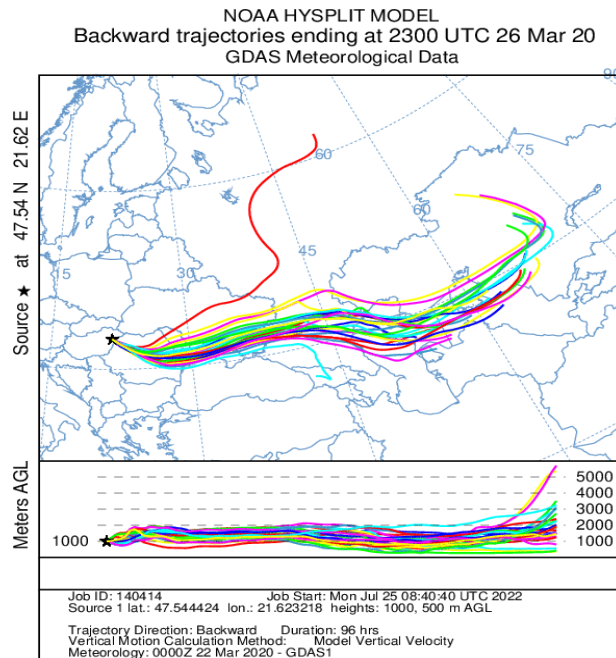 NOAA HYSPLIT MODEL
Backward trajectories ending at 2300 UTC 26 Mar 20
GDAS Meteorological Data
Source ★ at 47.54 N 21.62 E
90
75
60
60
45
30
15
Meters AGL
5000
4000
3000
2000
1000
1000
Job ID: 140414 Job Start: Mon Jul 25 08:40:40 UTC 2022
Source 1 lat.: 47.544424 lon.: 21.623218 heights: 1000, 500 m AGL
Trajectory Direction: Backward Duration: 96 hrs
Vertical Motion Calculation Method: Model Vertical Velocity
Meteorology: 0000Z 22 Mar 2020 - GDAS1